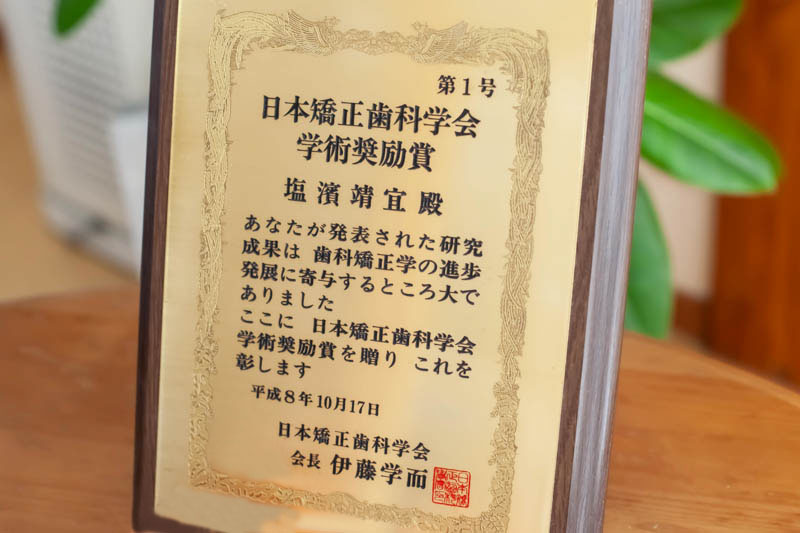 第1号
日本矯正歯科学会
学術奨励賞
塩濱靖宜殿
あなたが発表された研究
成果は 歯科矯正学の進歩
発展に寄与するところ大で
ありました
ここに 日本矯正歯科学会
学術奨励賞を贈り これを
彰します
平成8年10月17日
日本矯正歯科学会
会長 伊藤学而